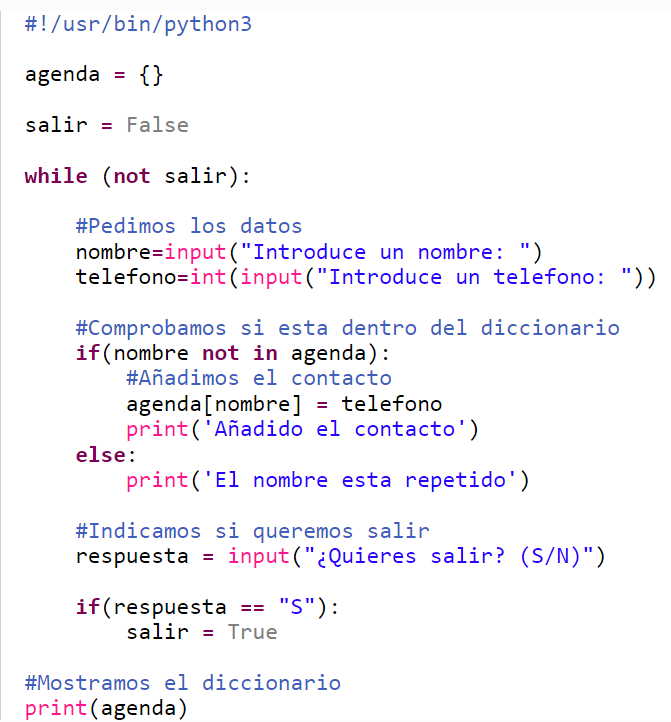 #!/usr/bin/python3
agenda = {}
salir = False
while (not salir):
#Pedimos los datos
nombre=input("Introduce un nombre: ")
telefono=int(input("Introduce un telefono: "))
#Comprobamos si esta dentro del diccionario
if(nombre not in agenda):
#Añadimos el contacto
agenda[nombre] = telefono
print('Añadido el contacto')
else:
print('El nombre esta repetido')
#Indicamos si queremos salir
respuesta = input("¿Quieres salir? (S/N)")
if(respuesta == "S"):
salir = True
#Mostramos el diccionario
print(agenda)